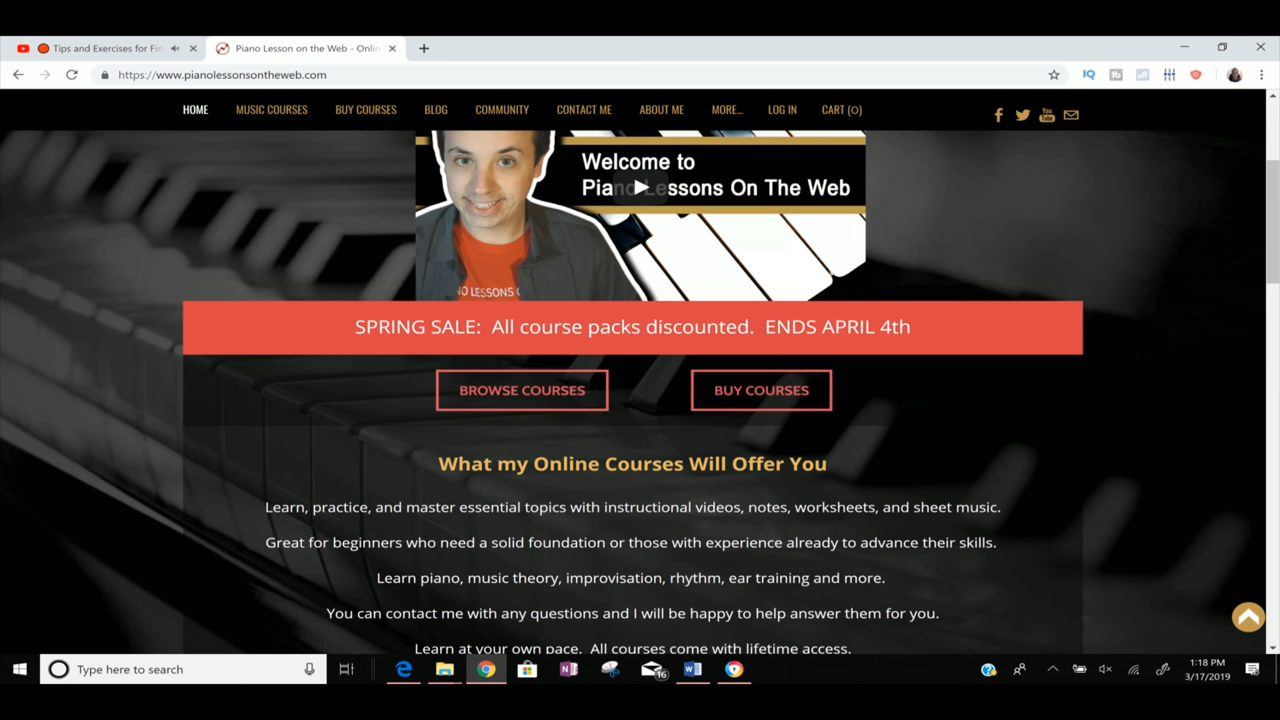 Tips and Exercises for Fin
Piano Lesson on the Web - Onlin
https://www.pianolessonsontheweb.com
HOME MUSIC COURSES BUY COURSES BLOG COMMUNITY CONTACT ME ABOUT ME MORE... LOG IN CART (0)
You Tube
Welcome to
Piano Lessons On The Web
NO LESSONS O
SPRING SALE: All course packs discounted. ENDS APRIL 4th
BROWSE COURSES BUY COURSES
What my Online Courses Will Offer You
Learn, practice, and master essential topics with instructional videos, notes, worksheets, and sheet music.
Great for beginners who need a solid foundation or those with experience already to advance their skills.
Learn piano, music theory, improvisation, rhythm, ear training and more.
You can contact me with any questions and I will be happy to help answer them for you.
Learn at your own pace. All courses come with lifetime access.
Type here to search
16
1:18 PM
3/17/2019